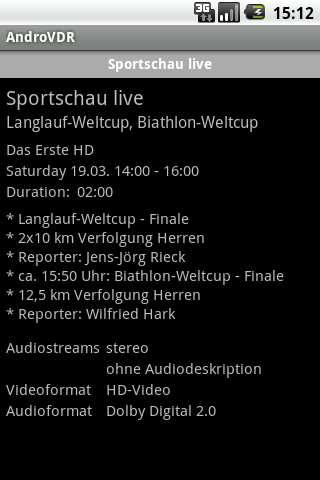 3G 15:12
AndroVDR
Sportschau live
Sportschau live
Langlauf-Weltcup, Biathlon-Weltcup
Das Erste HD
Saturday 19.03. 14:00 - 16:00
Duration: 02:00
* Langlauf-Weltcup - Finale
* 2x10 km Verfolgung Herren
* Reporter: Jens-Jörg Rieck
* ca. 15:50 Uhr: Biathlon-Weltcup - Finale
* 12,5 km Verfolgung Herren
* Reporter: Wilfried Hark
Audiostreams stereo
ohne Audiodeskription
Videoformat HD-Video
Audioformat Dolby Digital 2.0